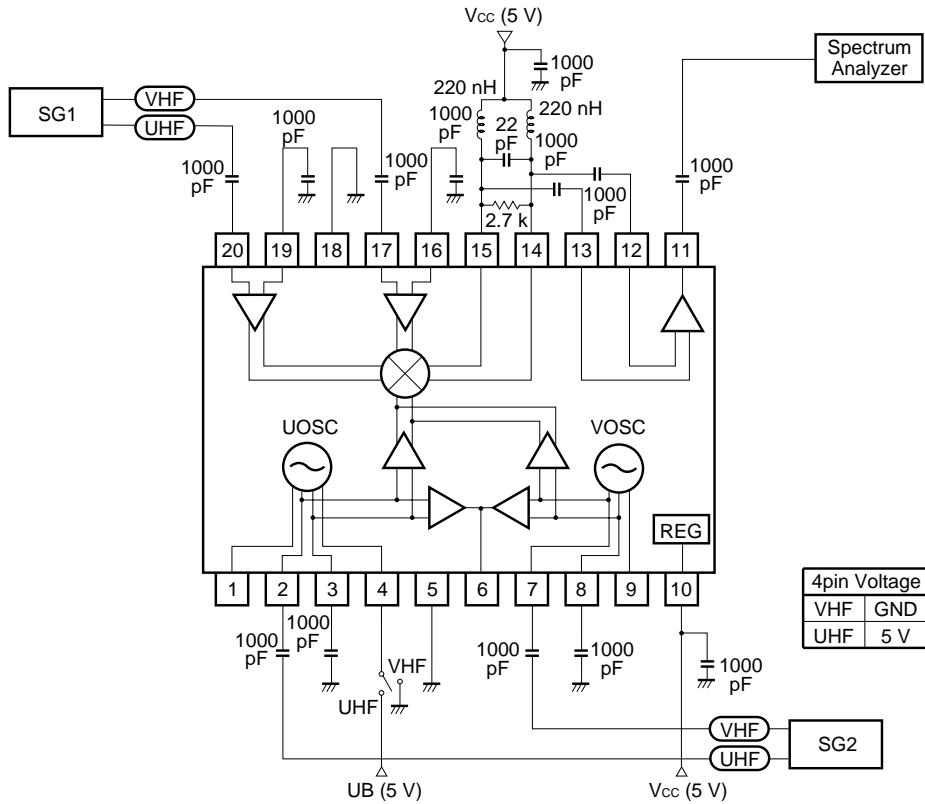 Vcc (5 V)
1000
pF
Spectrum
Analyzer
220 nH
220 nH
SG1
VHF
UHF
1000
pF
22
pF
1000
pF
1000
pF
1000
pF
1000
pF
1000
pF
1000
pF
1000
pF
2.7 k
20
19
18
17
16
15
14
13
12
11
UOSC
VOSC
REG
1
2
3
4
5
6
7
8
9
10
4pin Voltage
VHF GND
UHF 5 V
1000
pF
1000
pF
1000
pF
1000
pF
1000
pF
VHF
UHF
VHF
UHF
SG2
UB (5 V)
Vcc (5 V)